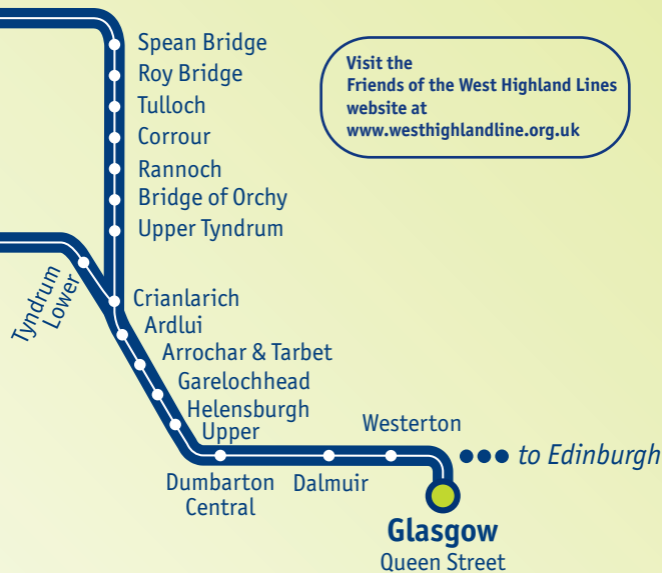 Spean Bridge
Roy Bridge
Tulloch
Corrour
Rannoch
Bridge of Orchy
Upper Tyndrum
Visit the
Friends of the West Highland Lines
website at
www.westhighlandline.org.uk
Tyndrum
Lower
Crianlarich
Ardlui
Arrochar & Tarbet
Garelochhead
Helensburgh
Upper
Dumbarton
Central
Dalmuir
Westerton
to Edinburgh
Glasgow
Queen Street